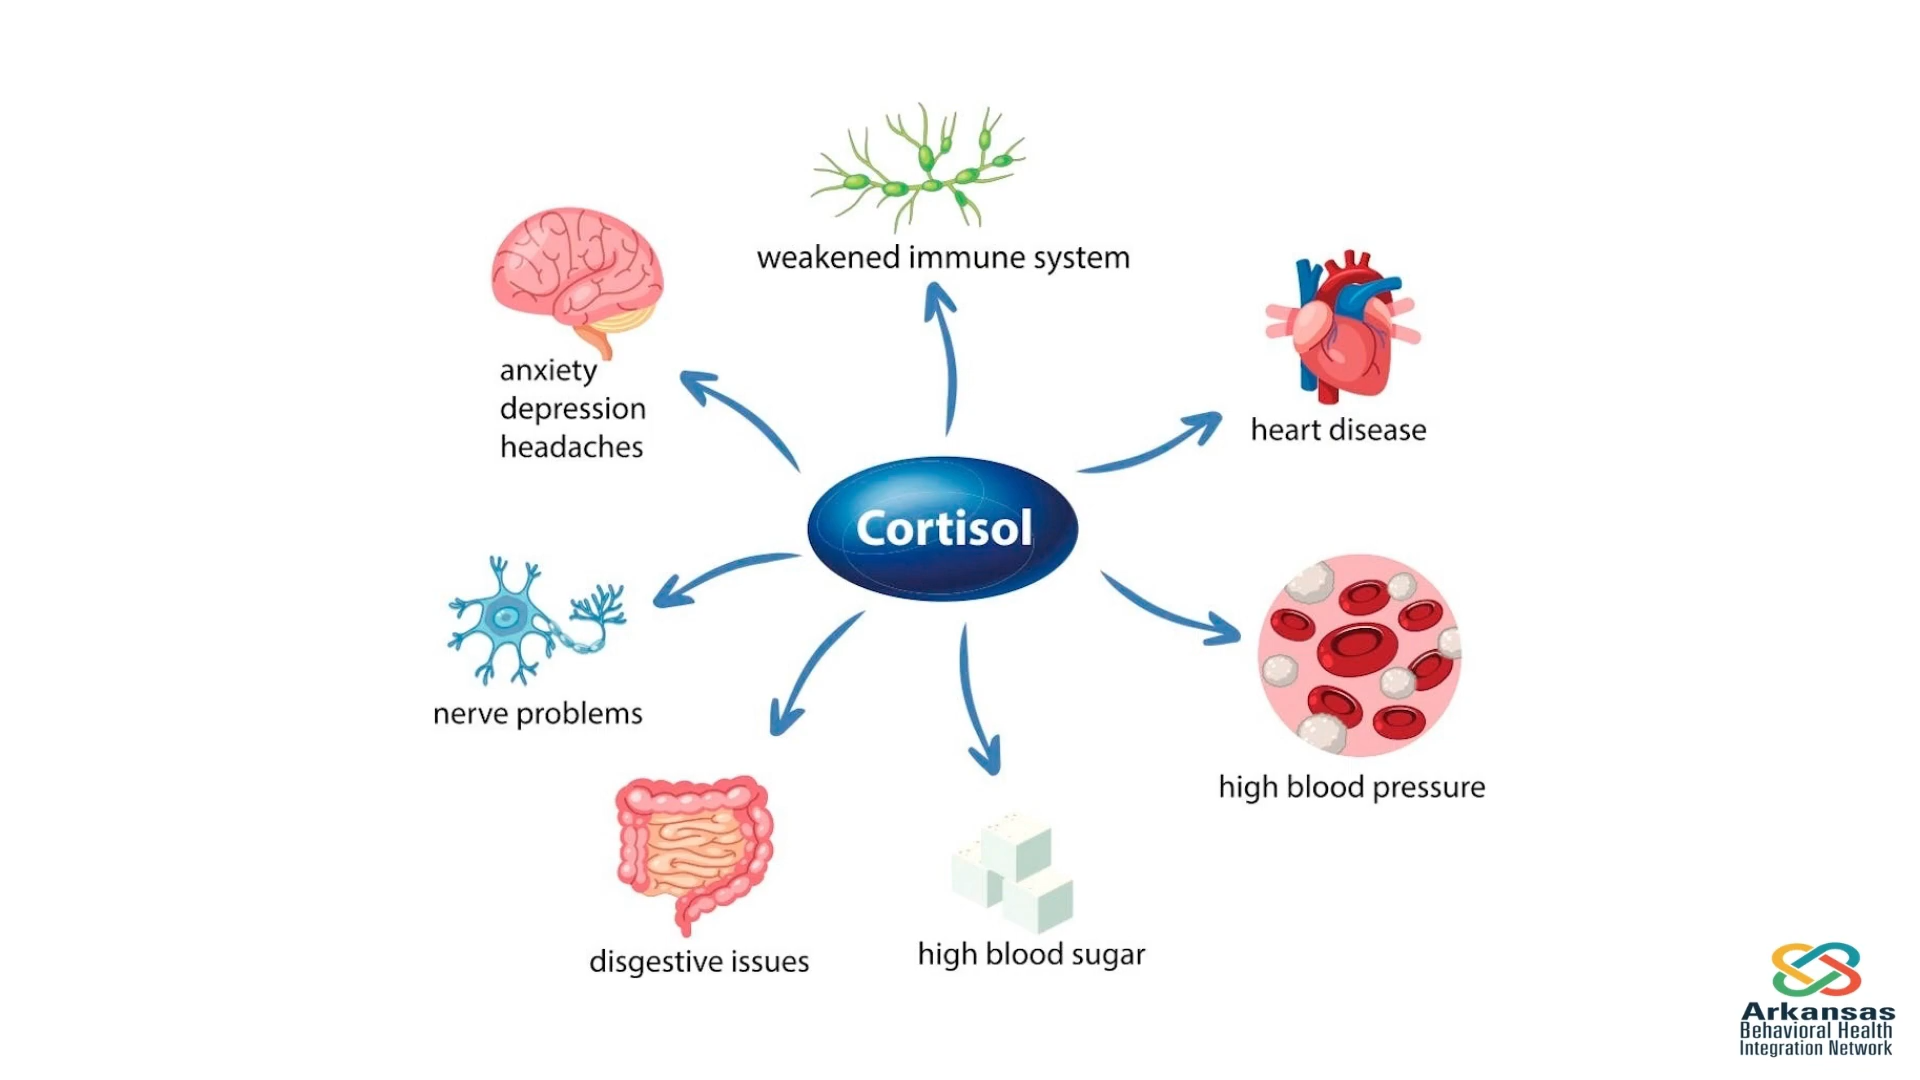 weakened immune system
anxiety
depression
headaches
heart disease
Cortisol
nerve problems
high blood pressure
disgestive issues
high blood sugar
Arkansas
Behavioral Health
Integration Network